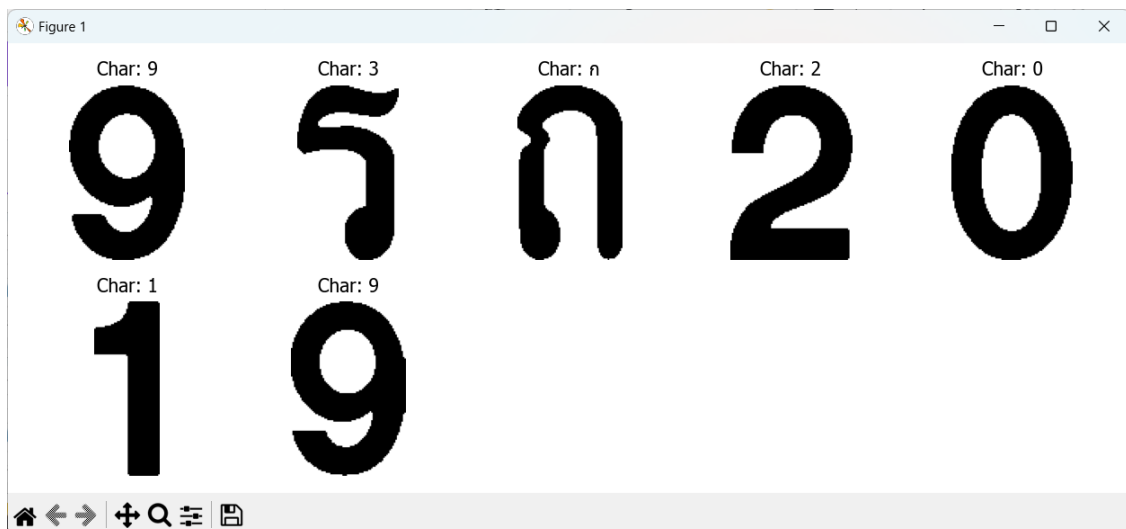 Figure 1
Char: 9 Char: 3 Char: ก Char: 2 Char: 0
9 ร ถ 2 0
Char: 1 Char: 9
1 9